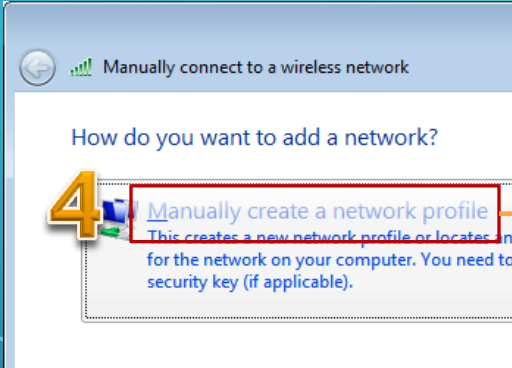 Manually connect to a wireless network
How do you want to add a network?
4
Manually create a network profile
This creates a new network profile or locates an
for the network on your computer. You need to
security key (if applicable).